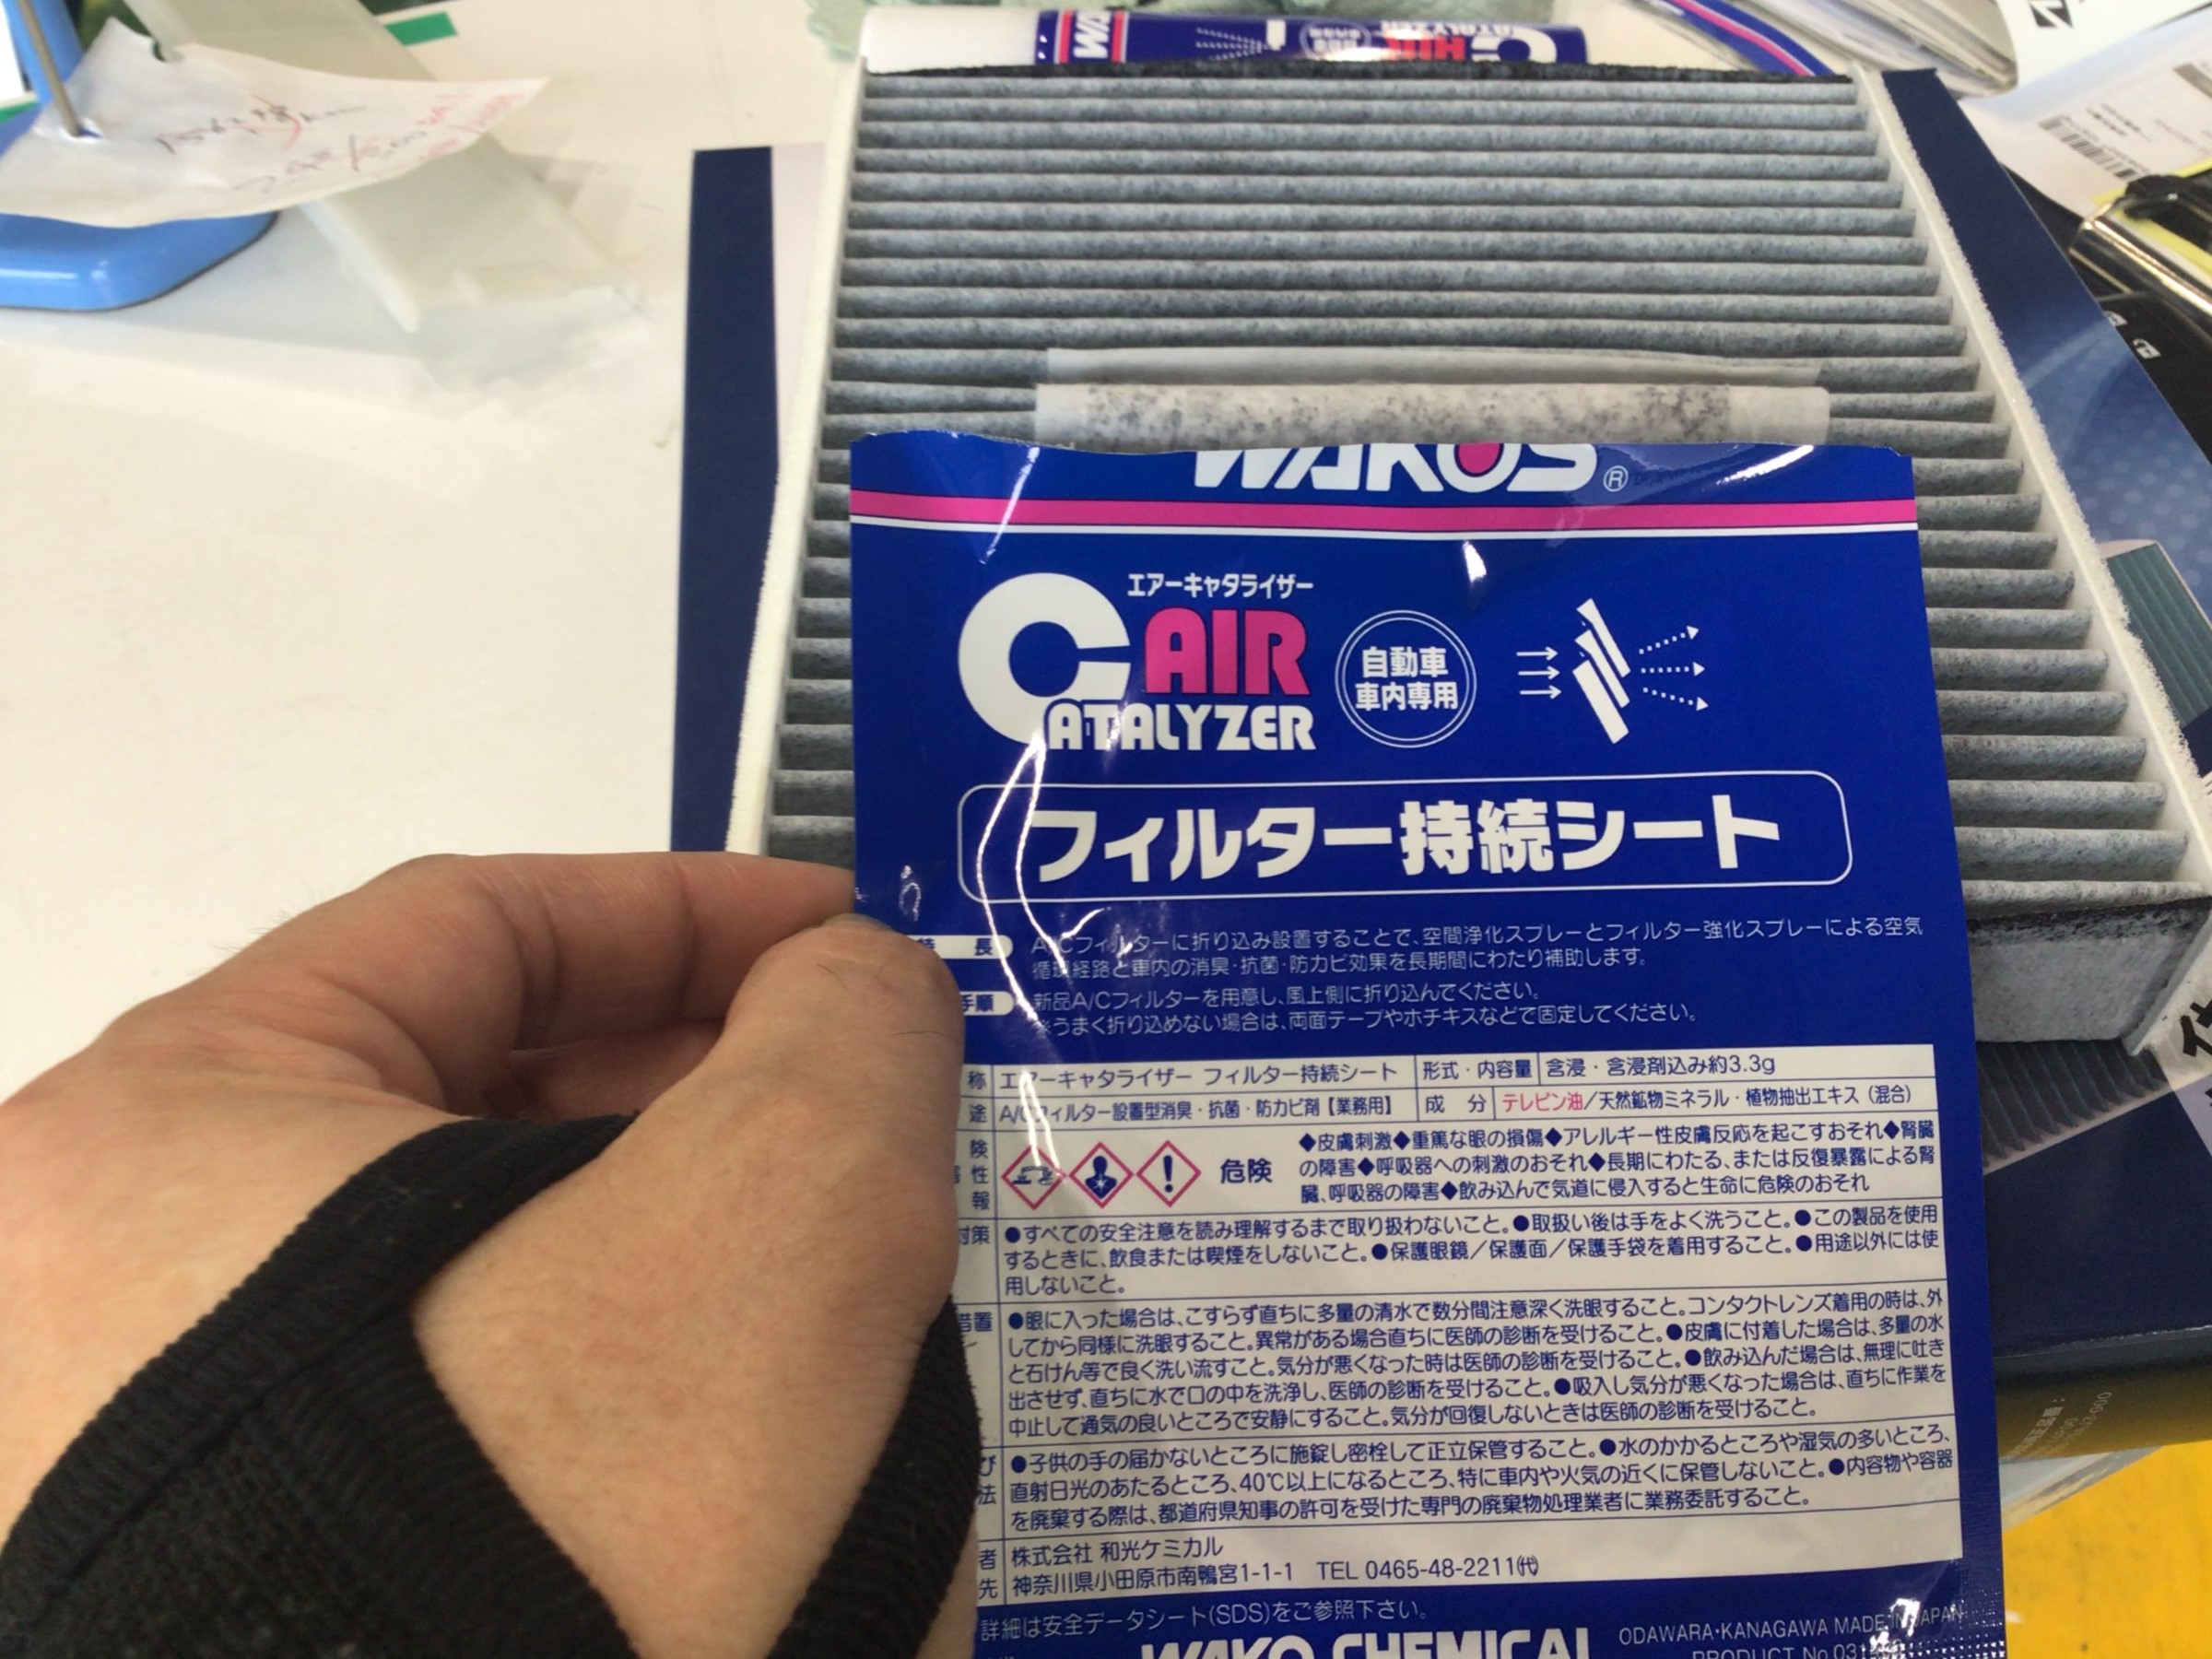 WAKOS®
エアーキャタライザー
AIR
CATALYZER
自動車
車内専用
フィルター持続シート
特長 A/Cフィルターに折り込み設置することで、空間浄化スプレーとフィルター強化スプレーによる空気
循環経路と車内の消臭・抗菌・防カビ効果を長期間にわたり補助します。
手順 新品A/Cフィルターを用意し、風上側に折り込んでください。
※うまく折り込めない場合は、両面テープやホチキスなどで固定してください。
称 エアーキャタライザー フィルター持続シート 形式・内容量 含浸・含浸剤込み約3.3g
途 A/Cフィルター設置型消臭・抗菌・防カビ剤【業務用】 成分 テレピン油/天然鉱物ミネラル・植物抽出エキス(混合)
険
害性
報
危険
◆皮膚刺激◆重篤な眼の損傷◆アレルギー性皮膚反応を起こすおそれ◆腎臓
の障害◆呼吸器への刺激のおそれ◆長期にわたる、または反復暴露による腎
臓、呼吸器の障害◆飲み込んで気道に侵入すると生命に危険のおそれ
対策 ●すべての安全注意を読み理解するまで取り扱わないこと。●取扱い後は手をよく洗うこと。●この製品を使用
するときに、飲食または喫煙をしないこと。●保護眼鏡/保護面/保護手袋を着用すること。●用途以外には使
用しないこと。
措置 ●眼に入った場合は、こすらず直ちに多量の清水で数分間注意深く洗眼すること。コンタクトレンズ着用の時は、外
してから同様に洗眼すること。異常がある場合直ちに医師の診断を受けること。●皮膚に付着した場合は、多量の水
と石けん等で良く洗い流すこと。気分が悪くなった時は医師の診断を受けること。●飲み込んだ場合は、無理に吐き
出させず、直ちに水で口の中を洗浄し、医師の診断を受けること。●吸入し気分が悪くなった場合は、直ちに作業を
中止して通気の良いところで安静にすること。気分が回復しないときは医師の診断を受けること。
び ●子供の手の届かないところに施錠し密栓して正立保管すること。●水のかかるところや湿気の多いところ、
法 直射日光のあたるところ、40℃以上になるところ、特に車内や火気の近くに保管しないこと。●内容物や容器
を廃棄する際は、都道府県知事の許可を受けた専門の廃棄物処理業者に業務委託すること。
者 株式会社 和光ケミカル
先 神奈川県小田原市南鴨宮1-1-1 TEL 0465-48-2211㈹
詳細は安全データシート(SDS)をご参照下さい。
WAKO CHEMICAL
ODAWARA・KANAGAWA MADE IN JAPAN
PRODUCT No.